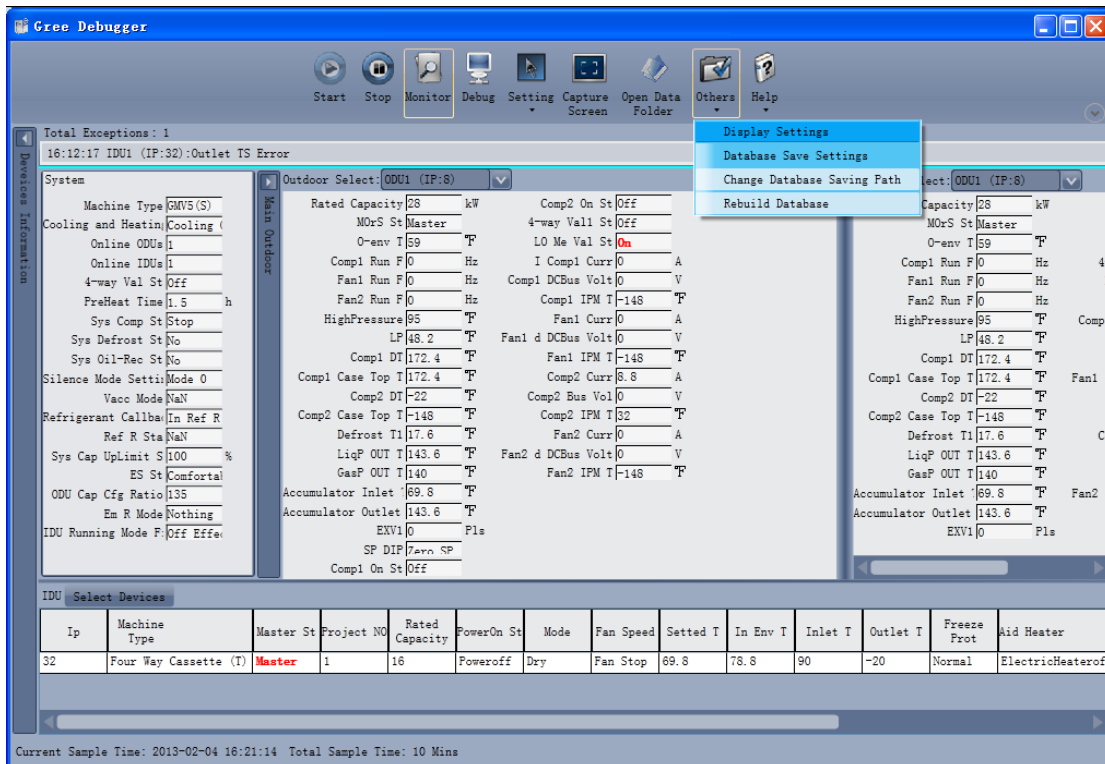 Gree Debugger
Start Stop Monitor Debug Setting Capture Screen Open Data Folder Others Help
Display Settings
Database Save Settings
Change Database Saving Path
Rebuild Database
Total Exceptions: 1
16:12:17 IDU1 (IP:32):Outlet TS Error
Deveices Information
System
Machine Type GMV5(S)
Cooling and Heatin Cooling (
Online ODUs 1
Online IDUs 1
4-way Val St Off
PreHeat Time 1.5 h
Sys Comp St Stop
Sys Defrost St No
Sys Oil-Rec St No
Silence Mode Setti Mode 0
Vacc Mode NaN
Refrigerant Callba In Ref R
Ref R Sta NaN
Sys Cap UpLimit S 100 %
ES St Comforta
ODU Cap Cfg Ratio 135
Em R Mode Nothing
IDU Running Mode F Off Effe
Main Outdoor
Outdoor Select: ODU1 (IP:8)
Rated Capacity 28 kW Comp2 On St Off
MOrS St Master 4-way Val1 St Off
O-env T 59 ℉ LO Me Val St On
Comp1 Run F 0 Hz I Comp1 Curr 0 A
Fan1 Run F 0 Hz Comp1 DCBus Volt 0 V
Fan2 Run F 0 Hz Comp1 IPM T -148 ℉
HighPressure 95 ℉ Fan1 Curr 0 A
LP 48.2 ℉ Fan1 d DCBus Volt 0 V
Comp1 DT 172.4 ℉ Fan1 IPM T -148 ℉
Comp1 Case Top T 172.4 ℉ Comp2 Curr 8.8 A
Comp2 DT -22 ℉ Comp2 Bus Vol 0 V
Comp2 Case Top T -148 ℉ Comp2 IPM T 32 ℉
Defrost T1 17.6 ℉ Fan2 Curr 0 A
LiqP OUT T 143.6 ℉ Fan2 d DCBus Volt 0 V
GasP OUT T 140 ℉ Fan2 IPM T -148 ℉
Accumulator Inlet 69.8 ℉
Accumulator Outlet 143.6 ℉
EXV1 0 Pls
SP DIP Zero SP
Comp1 On St Off
lect: ODU1 (IP:8)
Capacity 28 kW
MOrS St Master
O-env T 59 ℉
Comp1 Run F 0 Hz 4
Fan1 Run F 0 Hz
Fan2 Run F 0 Hz
HighPressure 95 ℉ Comp
LP 48.2 ℉
Comp1 DT 172.4 ℉
Comp1 Case Top T 172.4 ℉ Fan1
Comp2 DT -22 ℉
Comp2 Case Top T -148 ℉
Defrost T1 17.6 ℉ C
LiqP OUT T 143.6 ℉
GasP OUT T 140 ℉
Accumulator Inlet 69.8 ℉ Fan2
Accumulator Outlet 143.6 ℉
EXV1 0 Pls
IDU Select Devices
Ip Machine Type Master St Project NO Rated Capacity PowerOn St Mode Fan Speed Setted T In Env T Inlet T Outlet T Freeze Prot Aid Heater
32 Four Way Cassette (T) Master 1 16 Poweroff Dry Fan Stop 69.8 78.8 90 -20 Normal ElectricHeaterof
Current Sample Time: 2013-02-04 16:21:14 Total Sample Time: 10 Mins